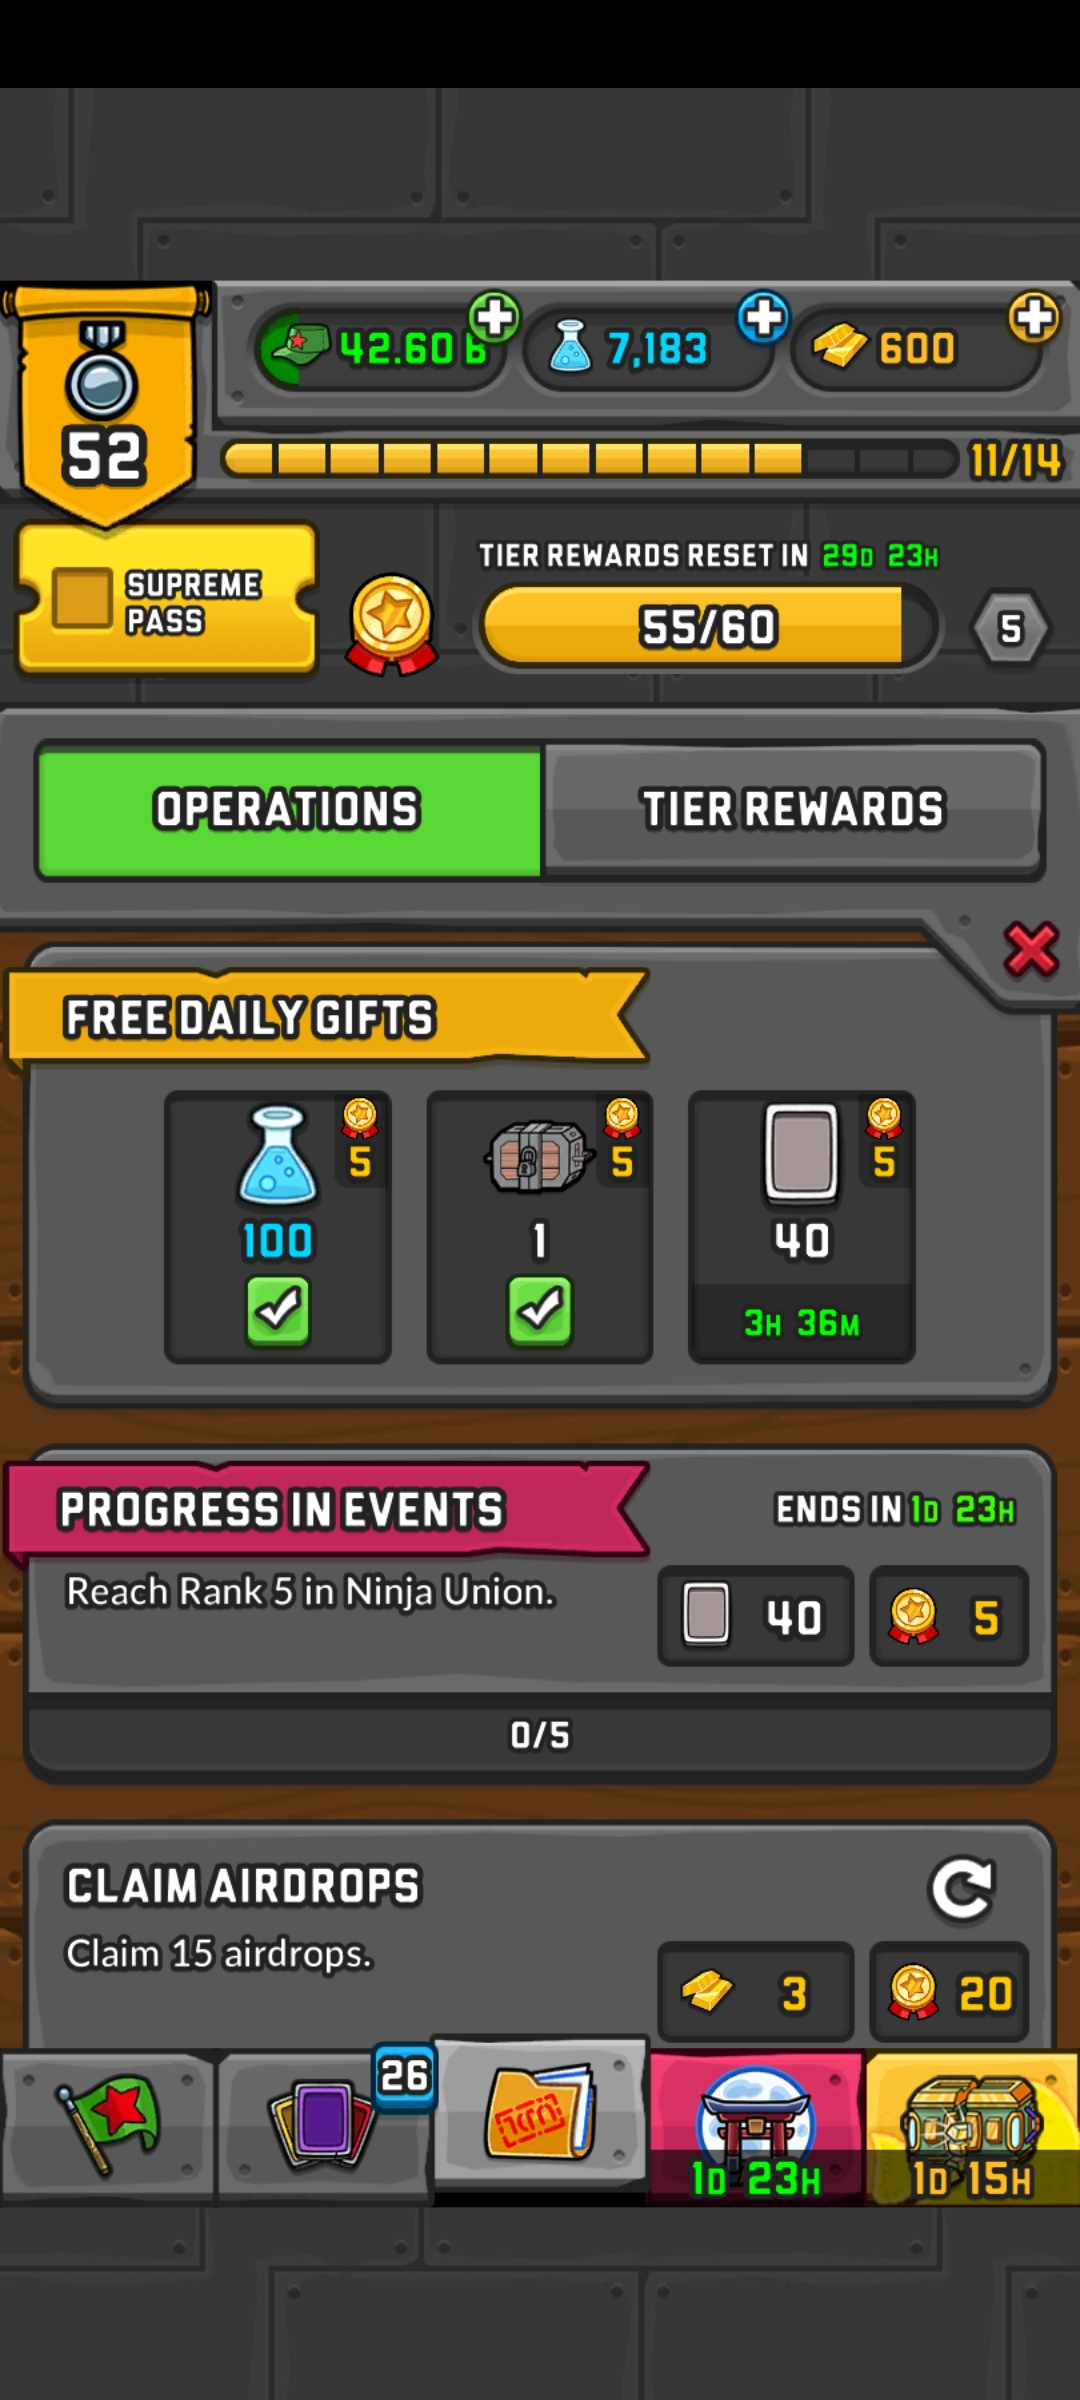 42.60 B
7,183
600
52
11/14
SUPREME
PASS
TIER REWARDS RESET IN 29D 23H
55/60
5
OPERATIONS
TIER REWARDS
FREE DAILY GIFTS
5
5
5
100
1
40
3H 36M
PROGRESS IN EVENTS
ENDS IN 1D 23H
Reach Rank 5 in Ninja Union.
40
5
0/5
CLAIM AIRDROPS
Claim 15 airdrops.
3
20
26
1D 23H
1D 15H